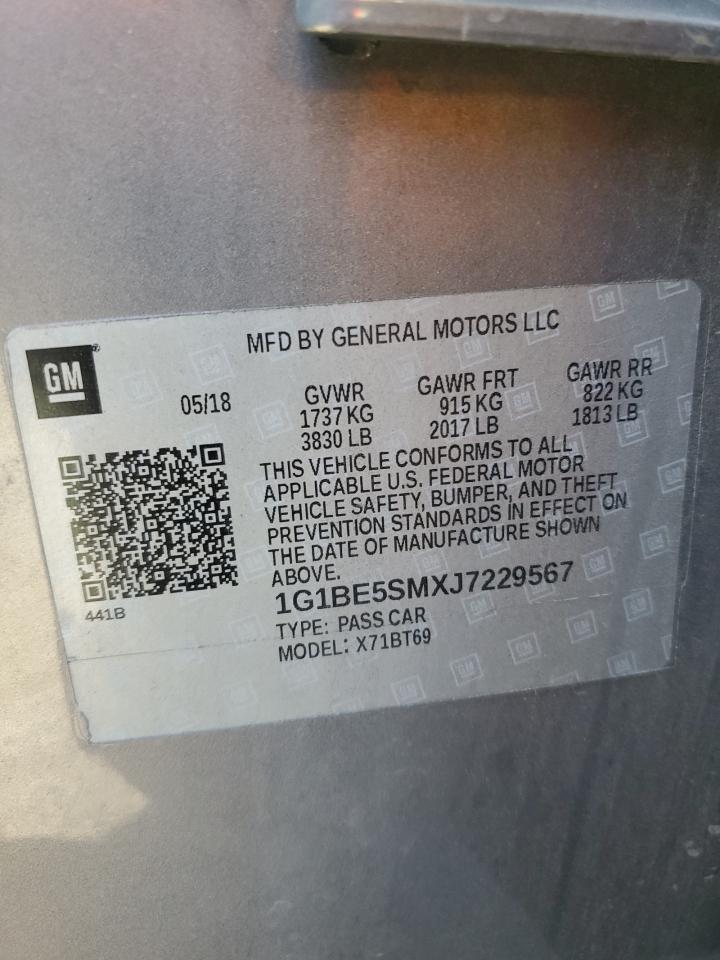 MFD BY GENERAL MOTORS LLC
GM
05/18
GVWR
1737 KG
3830 LB
GAWR FRT
915 KG
2017 LB
GAWR RR
822 KG
1813 LB
THIS VEHICLE CONFORMS TO ALL
APPLICABLE U.S. FEDERAL MOTOR
VEHICLE SAFETY, BUMPER, AND THEFT
PREVENTION STANDARDS IN EFFECT ON
THE DATE OF MANUFACTURE SHOWN
ABOVE.
441B
1G1BE5SMXJ7229567
TYPE: PASS CAR
MODEL: X71BT69